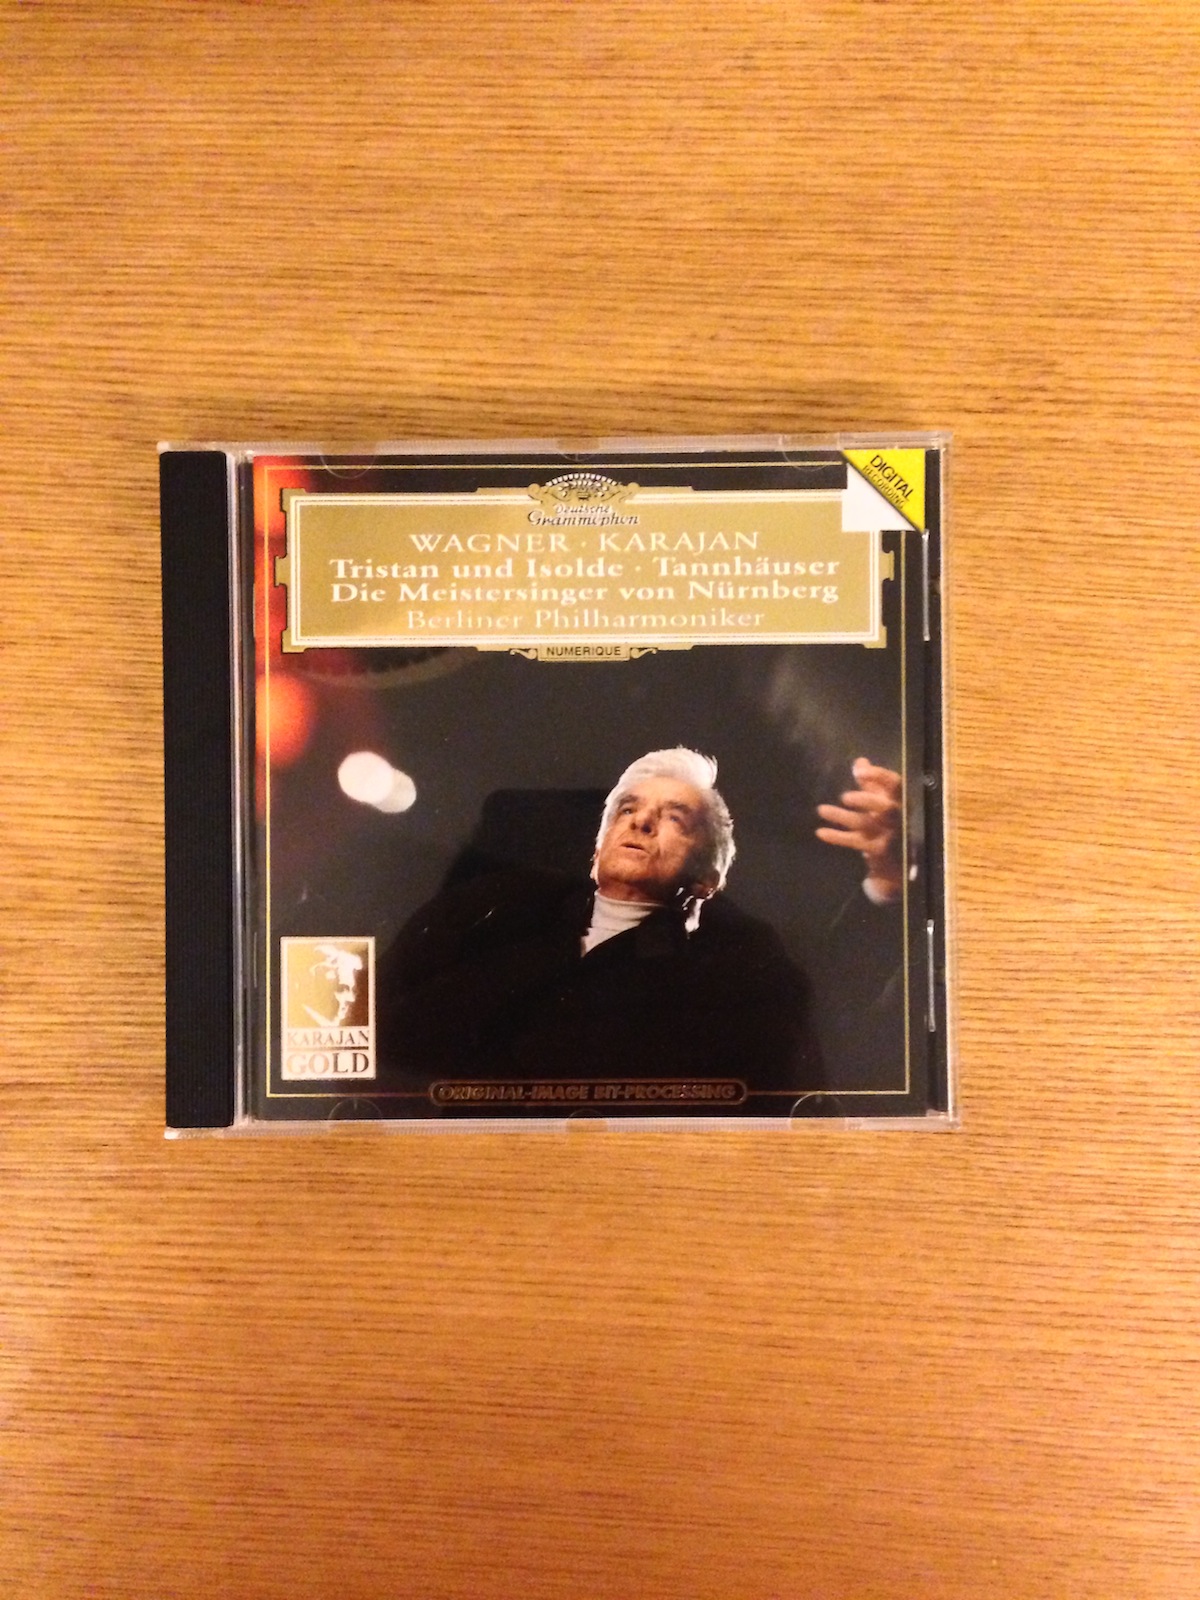 DIGITAL
RECORDING
Deutsche
Grammophon
WAGNER · KARAJAN
Tristan und Isolde · Tannhäuser
Die Meistersinger von Nürnberg
Berliner Philharmoniker
NUMERIQUE
KARAJAN
GOLD
ORIGINAL-IMAGE BIT-PROCESSING